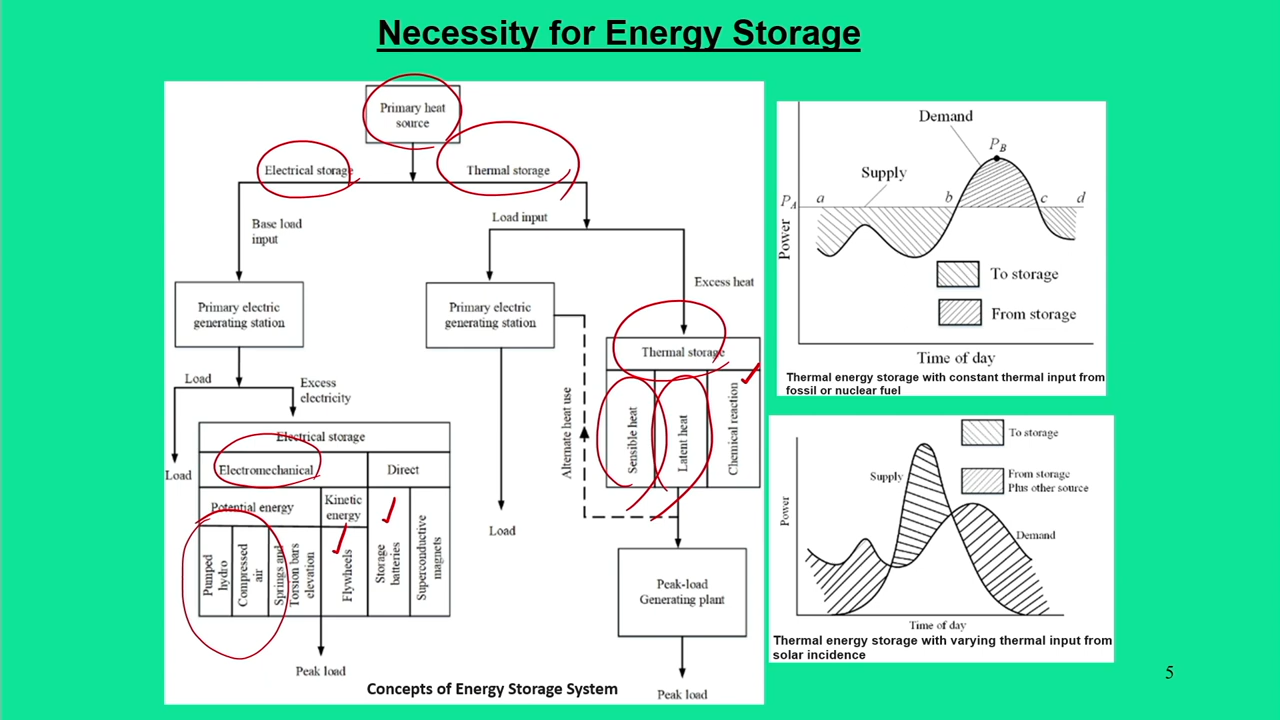 Necessity for Energy Storage
Primary heat
source
Electrical storage
Thermal storage
Base load
input
Load input
Excess heat
Primary electric
generating station
Primary electric
generating station
Thermal storage
Sensible heat
Latent heat
Chemical reaction
Alternate heat use
Load
Excess
electricity
Electrical storage
Electromechanical
Direct
Load
Potential energy
Kinetic
energy
Pumped
hydro
Compressed
air
Springs and
Torsion bars
elevation
Flywheels
Storage
batteries
Superconductive
magnets
Load
Peak-load
Generating plant
Peak load
Peak load
Concepts of Energy Storage System
Demand
P_B
Supply
P_A
a
b
c
d
Power
To storage
From storage
Time of day
Thermal energy storage with constant thermal input from
fossil or nuclear fuel
To storage
Supply
From storage
Plus other source
Power
Demand
Time of day
Thermal energy storage with varying thermal input from
solar incidence
5